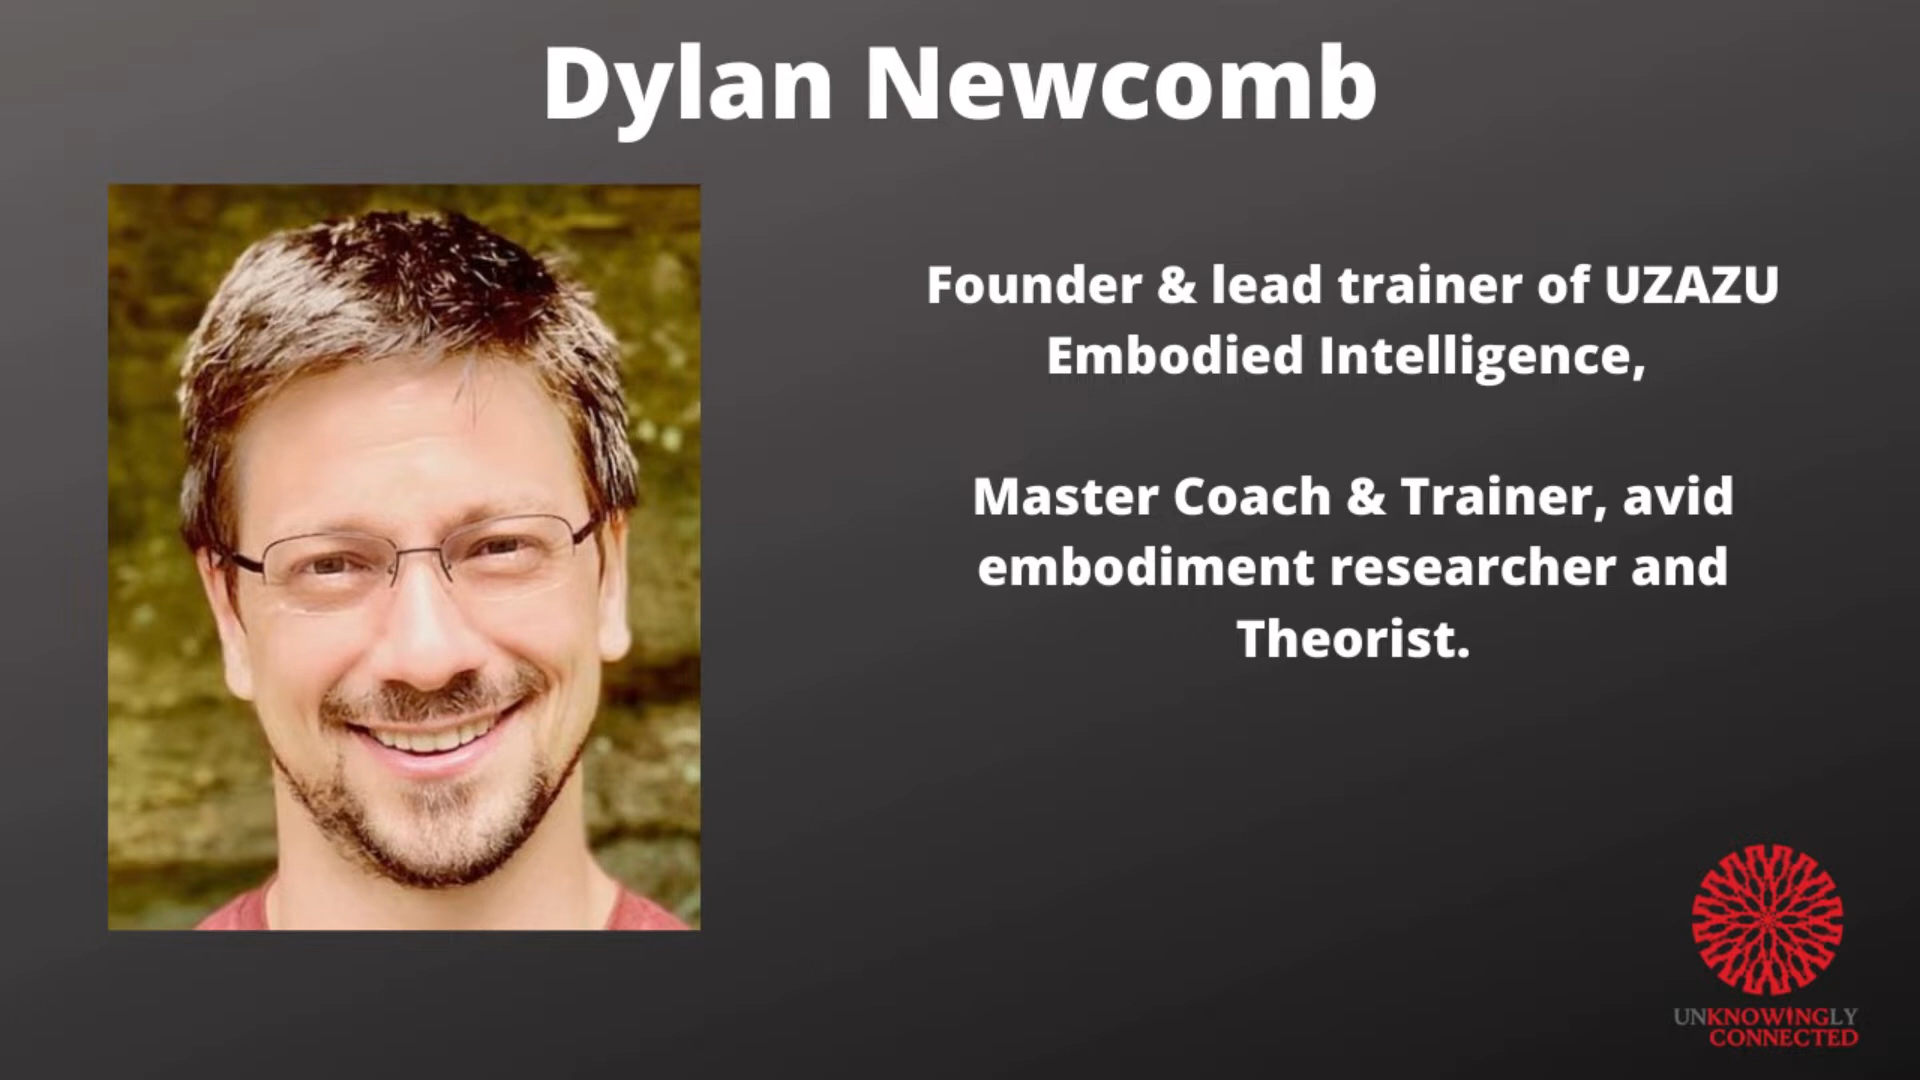 Dylan Newcomb
Founder & lead trainer of UZAZU
Embodied Intelligence,
Master Coach & Trainer, avid
embodiment researcher and
Theorist.
UNKNOWINGLY
CONNECTED